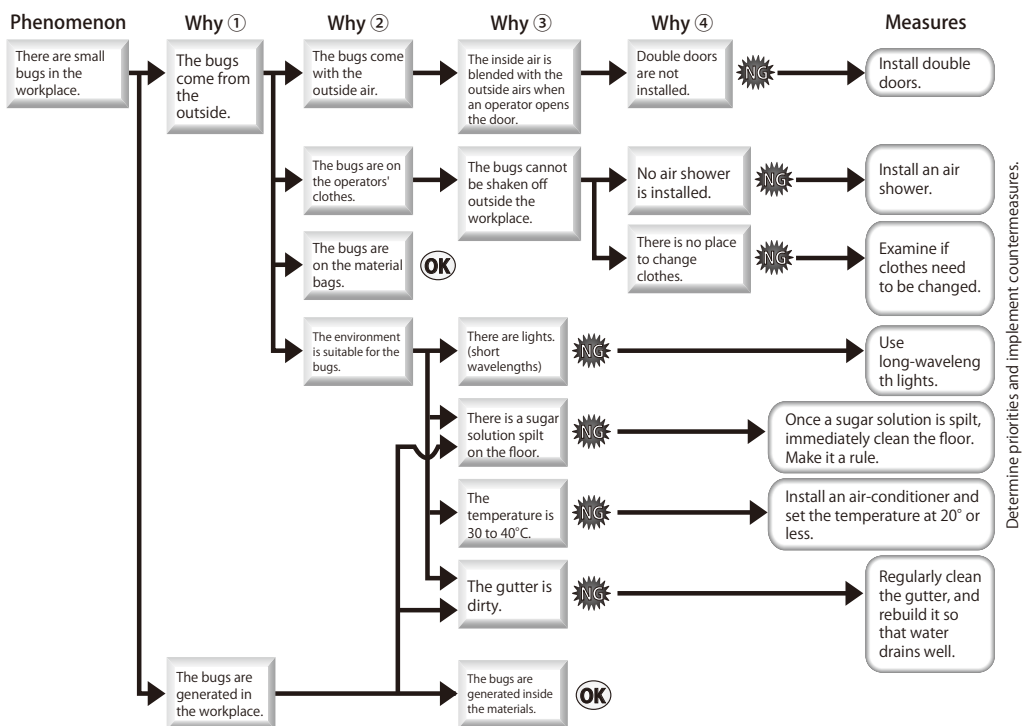 Phenomenon
Why ①
Why ②
Why ③
Why ④
Measures
There are small
bugs in the
workplace.
The bugs
come from
the
outside.
The bugs come
with the
outside air.
The inside air is
blended with the
outside airs when
an operator opens
the door.
Double doors
are not
installed.
NG
Install double
doors.
The bugs are on
the operators'
clothes.
The bugs cannot
be shaken off
outside the
workplace.
No air shower
is installed.
NG
Install an air
shower.
There is no place
to change
clothes.
NG
Examine if
clothes need
to be changed.
The bugs are
on the material
bags.
OK
The environment
is suitable for the
bugs.
There are lights.
(short
wavelengths)
NG
Use
long-waveleng
th lights.
There is a sugar
solution spilt
on the floor.
NG
Once a sugar solution is spilt,
immediately clean the floor.
Make it a rule.
The
temperature is
30 to 40°C.
NG
Install an air-conditioner and
set the temperature at 20° or
less.
The gutter is
dirty.
NG
Regularly clean
the gutter, and
rebuild it so
that water
drains well.
The bugs are
generated in
the workplace.
The bugs are
generated inside
the materials.
OK
Determine priorities and implement countermeasures.